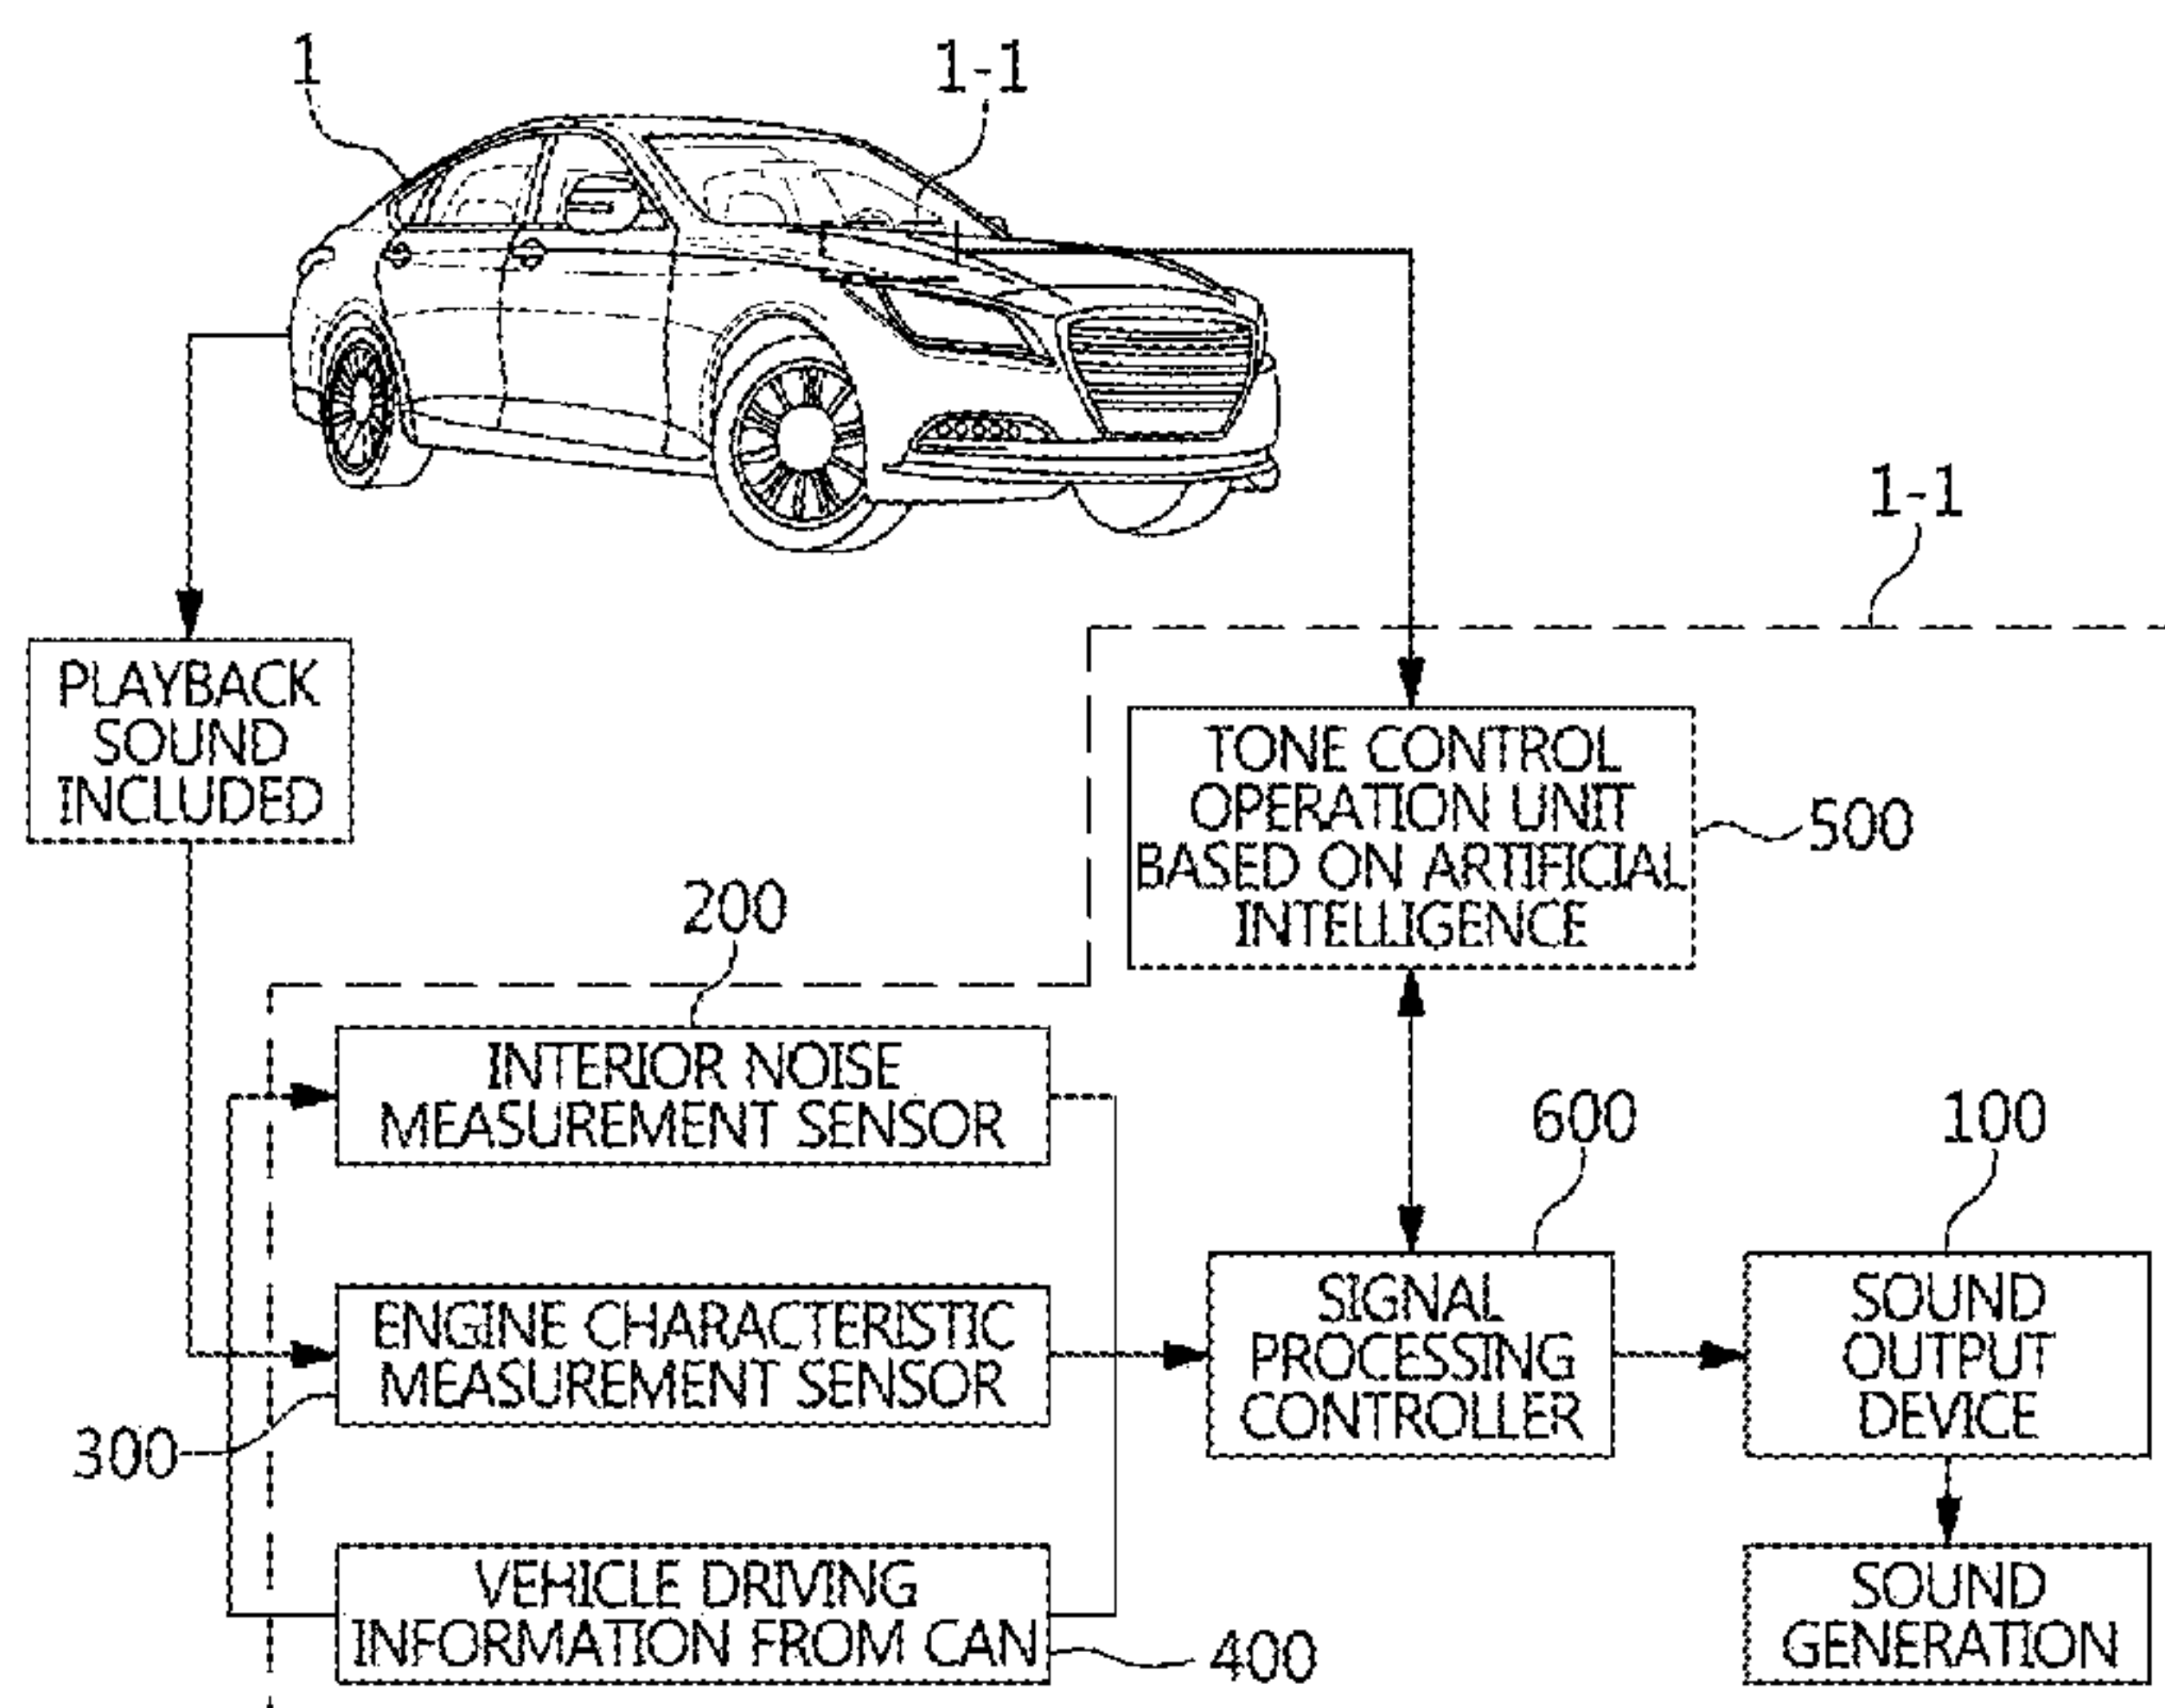 1
1-1
1-1
PLAYBACK
SOUND
INCLUDED
TONE CONTROL
OPERATION UNIT
BASED ON ARTIFICIAL
INTELLIGENCE
500
200
INTERIOR NOISE
MEASUREMENT SENSOR
600
100
ENGINE CHARACTERISTIC
MEASUREMENT SENSOR
300
SIGNAL
PROCESSING
CONTROLLER
SOUND
OUTPUT
DEVICE
VEHICLE DRIVING
INFORMATION FROM CAN
400
SOUND
GENERATION